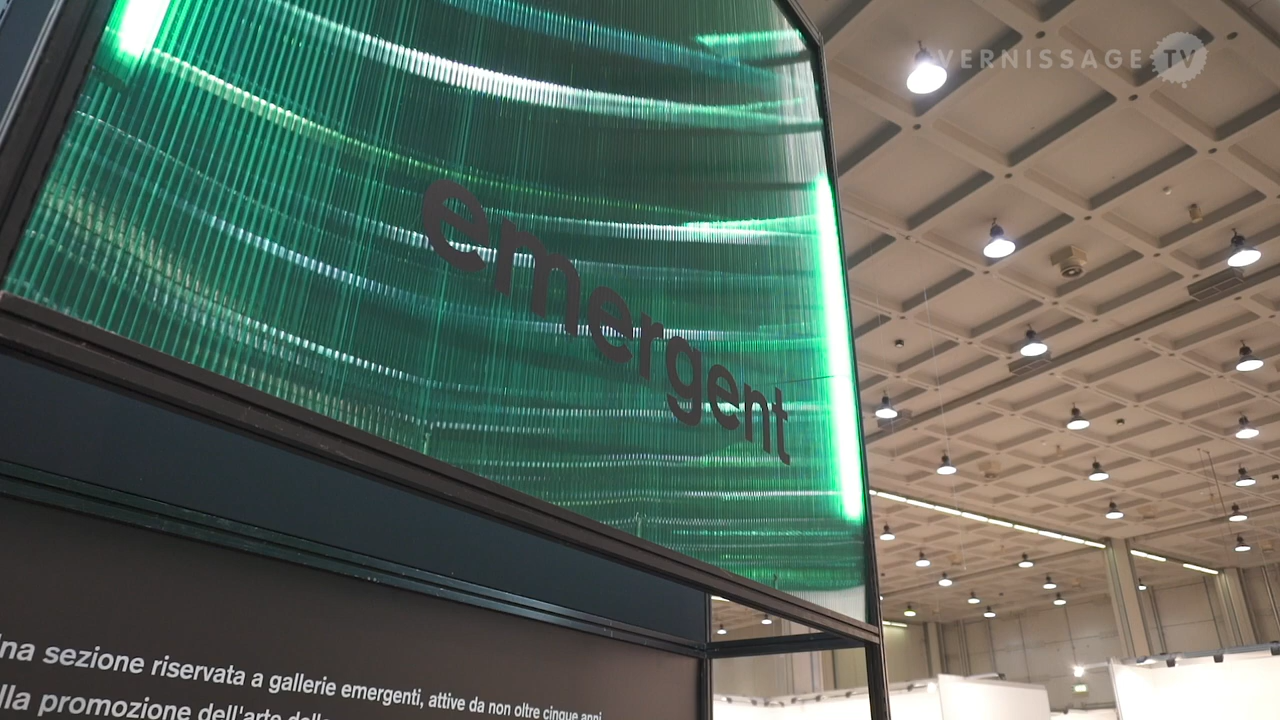 VERNISSAGE TV
emergent
na sezione riservata a gallerie emergenti, attive da non oltre cinque anni
lla promozione dell'arte